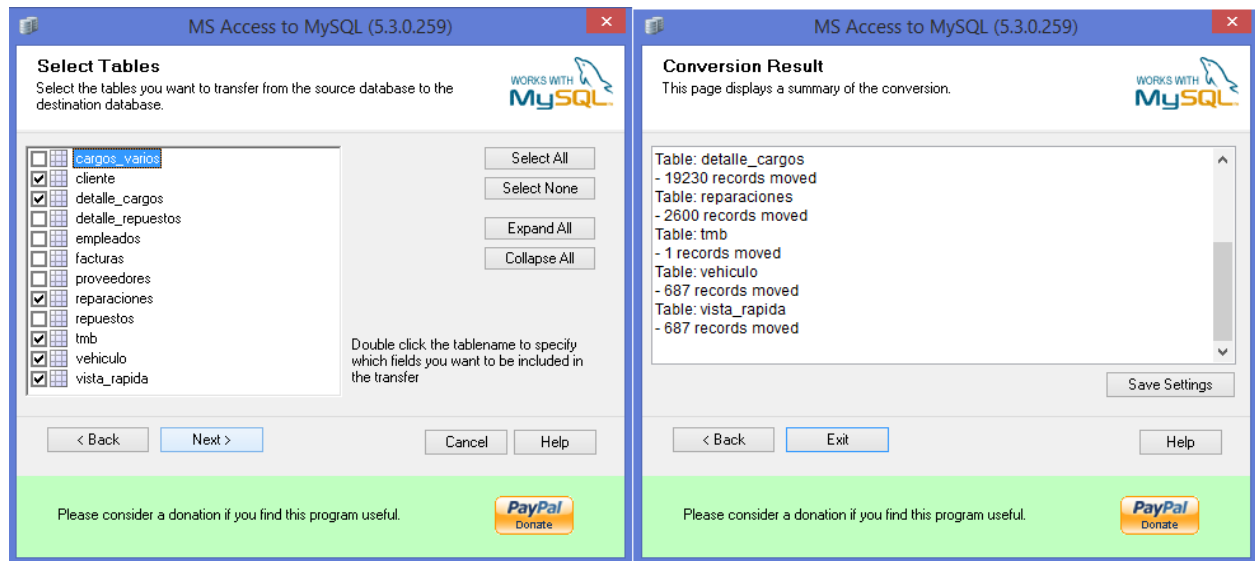 MS Access to MySQL (5.3.0.259)
Select Tables
Select the tables you want to transfer from the source database to the
destination database.
WORKS WITH
MySQL
cargos_varios
cliente
detalle_cargos
detalle_repuestos
empleados
facturas
proveedores
reparaciones
repuestos
tmb
vehiculo
vista_rapida
Select All
Select None
Expand All
Collapse All
Double click the tablename to specify
which fields you want to be included in
the transfer
< Back
Next >
Cancel
Help
Please consider a donation if you find this program useful.
PayPal
Donate
MS Access to MySQL (5.3.0.259)
Conversion Result
This page displays a summary of the conversion.
WORKS WITH
MySQL
Table: detalle_cargos
- 19230 records moved
Table: reparaciones
- 2600 records moved
Table: tmb
- 1 records moved
Table: vehiculo
- 687 records moved
Table: vista_rapida
- 687 records moved
Save Settings
< Back
Exit
Help
Please consider a donation if you find this program useful.
PayPal
Donate